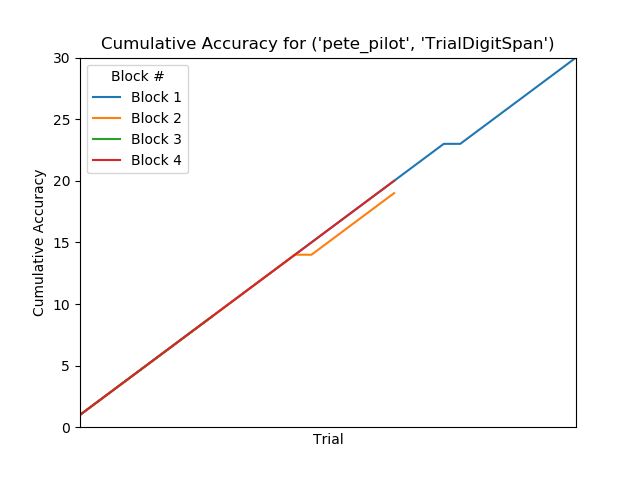 Cumulative Accuracy for ('pete_pilot', 'TrialDigitSpan')
Block #
Block 1
Block 2
Block 3
Block 4
30
25
20
15
10
5
0
Cumulative Accuracy
Trial